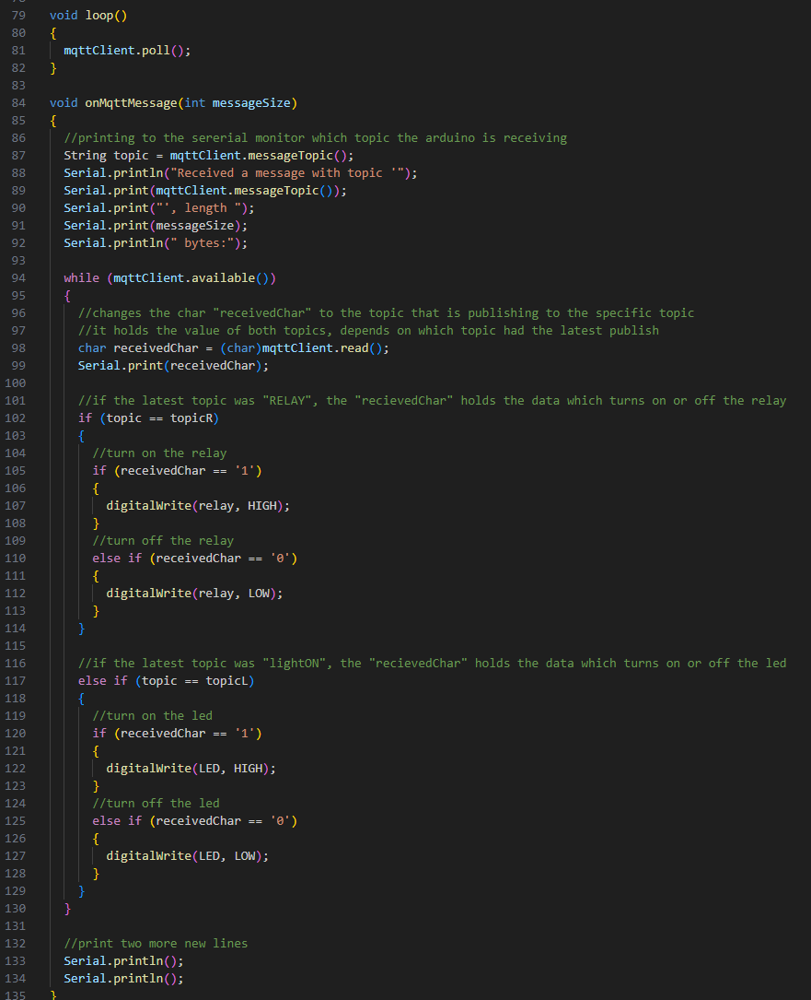 79 void loop()
80 {
81   mqttClient.poll();
82 }
83
84 void onMqttMessage(int messageSize)
85 {
86   //printing to the sererial monitor which topic the arduino is receiving
87   String topic = mqttClient.messageTopic();
88   Serial.println("Received a message with topic '");
89   Serial.print(mqttClient.messageTopic());
90   Serial.print("', length ");
91   Serial.print(messageSize);
92   Serial.println(" bytes:");
93
94   while (mqttClient.available())
95   {
96     //changes the char "receivedChar" to the topic that is publishing to the specific topic
97     //it holds the value of both topics, depends on which topic had the latest publish
98     char receivedChar = (char)mqttClient.read();
99     Serial.print(receivedChar);
100
101     //if the latest topic was "RELAY", the "recievedChar" holds the data which turns on or off the relay
102     if (topic == topicR)
103     {
104       //turn on the relay
105       if (receivedChar == '1')
106       {
107         digitalWrite(relay, HIGH);
108       }
109       //turn off the relay
110       else if (receivedChar == '0')
111       {
112         digitalWrite(relay, LOW);
113       }
114     }
115
116     //if the latest topic was "lightON", the "recievedChar" holds the data which turns on or off the led
117     else if (topic == topicL)
118     {
119       //turn on the led
120       if (receivedChar == '1')
121       {
122         digitalWrite(LED, HIGH);
123       }
124       //turn off the led
125       else if (receivedChar == '0')
126       {
127         digitalWrite(LED, LOW);
128       }
129     }
130   }
131
132   //print two more new lines
133   Serial.println();
134   Serial.println();
135 }